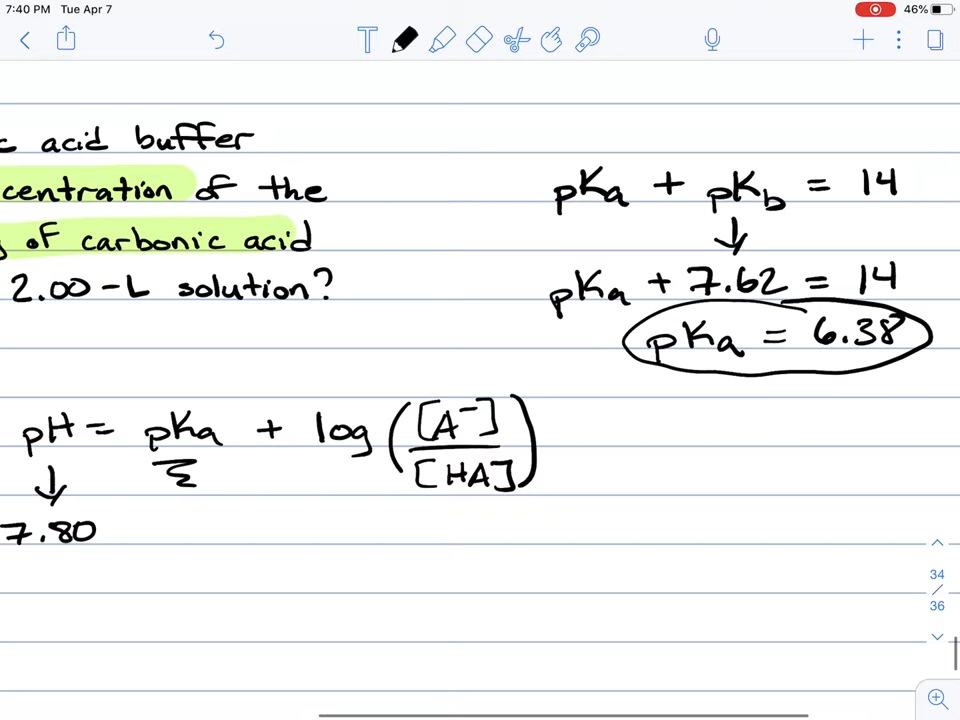 7:40 PM Tue Apr 7
46%
T
acid buffer
centration of the
of carbonic acid
2.00-L solution?
pKa + pKb = 14
↓
pKa + 7.62 = 14
pKa = 6.38
pH = pKa + log ([A⁻]/[HA])
↓
7.80
34
/
36